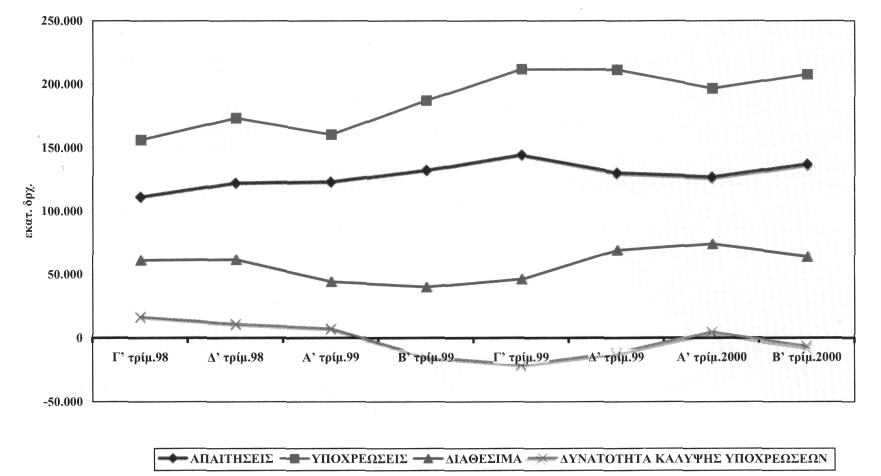 250.000
200.000
150.000
100.000
50.000
0
-50.000
εκατ. δρχ.
Γ' τρίμ.98 Δ' τρίμ.98 Α' τρίμ.99 Β' τρίμ.99 Γ' τρίμ.99 Δ' τρίμ.99 Α' τρίμ.2000 Β' τρίμ.2000
ΑΠΑΙΤΗΣΕΙΣ ΥΠΟΧΡΕΩΣΕΙΣ ΔΙΑΘΕΣΙΜΑ ΔΥΝΑΤΟΤΗΤΑ ΚΑΛΥΨΗΣ ΥΠΟΧΡΕΩΣΕΩΝ